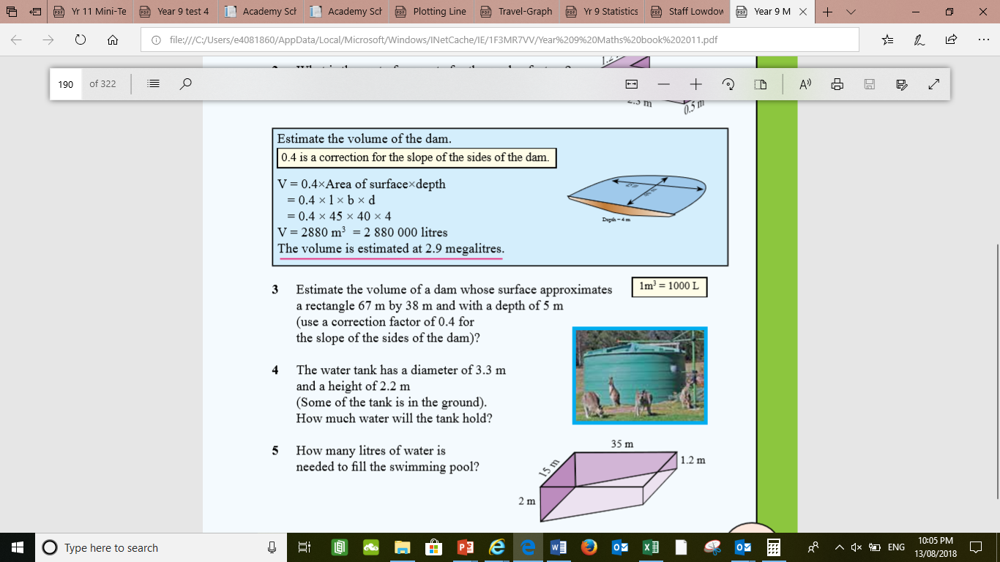 Yr 11 Mini-Te
Year 9 test 4
Academy Sch
Academy Sch
Plotting Line
Travel-Graph
Yr 9 Statistics
Staff Lowdow
Year 9 M
file:///C:/Users/e4081860/AppData/Local/Microsoft/Windows/INetCache/IE/1F3MR7VV/Year%209%20Maths%20book%202011.pdf
190 of 322
0.5 m
Estimate the volume of the dam.
0.4 is a correction for the slope of the sides of the dam.
V = 0.4×Area of surface×depth
= 0.4 × l × b × d
= 0.4 × 45 × 40 × 4
V = 2880 m³ = 2 880 000 litres
The volume is estimated at 2.9 megalitres.
Depth = 4 m
3 Estimate the volume of a dam whose surface approximates
a rectangle 67 m by 38 m and with a depth of 5 m
(use a correction factor of 0.4 for
the slope of the sides of the dam)?
1m³ = 1000 L
4 The water tank has a diameter of 3.3 m
and a height of 2.2 m
(Some of the tank is in the ground).
How much water will the tank hold?
5 How many litres of water is
needed to fill the swimming pool?
35 m
15 m
1.2 m
2 m
Type here to search
ENG
10:05 PM
13/08/2018